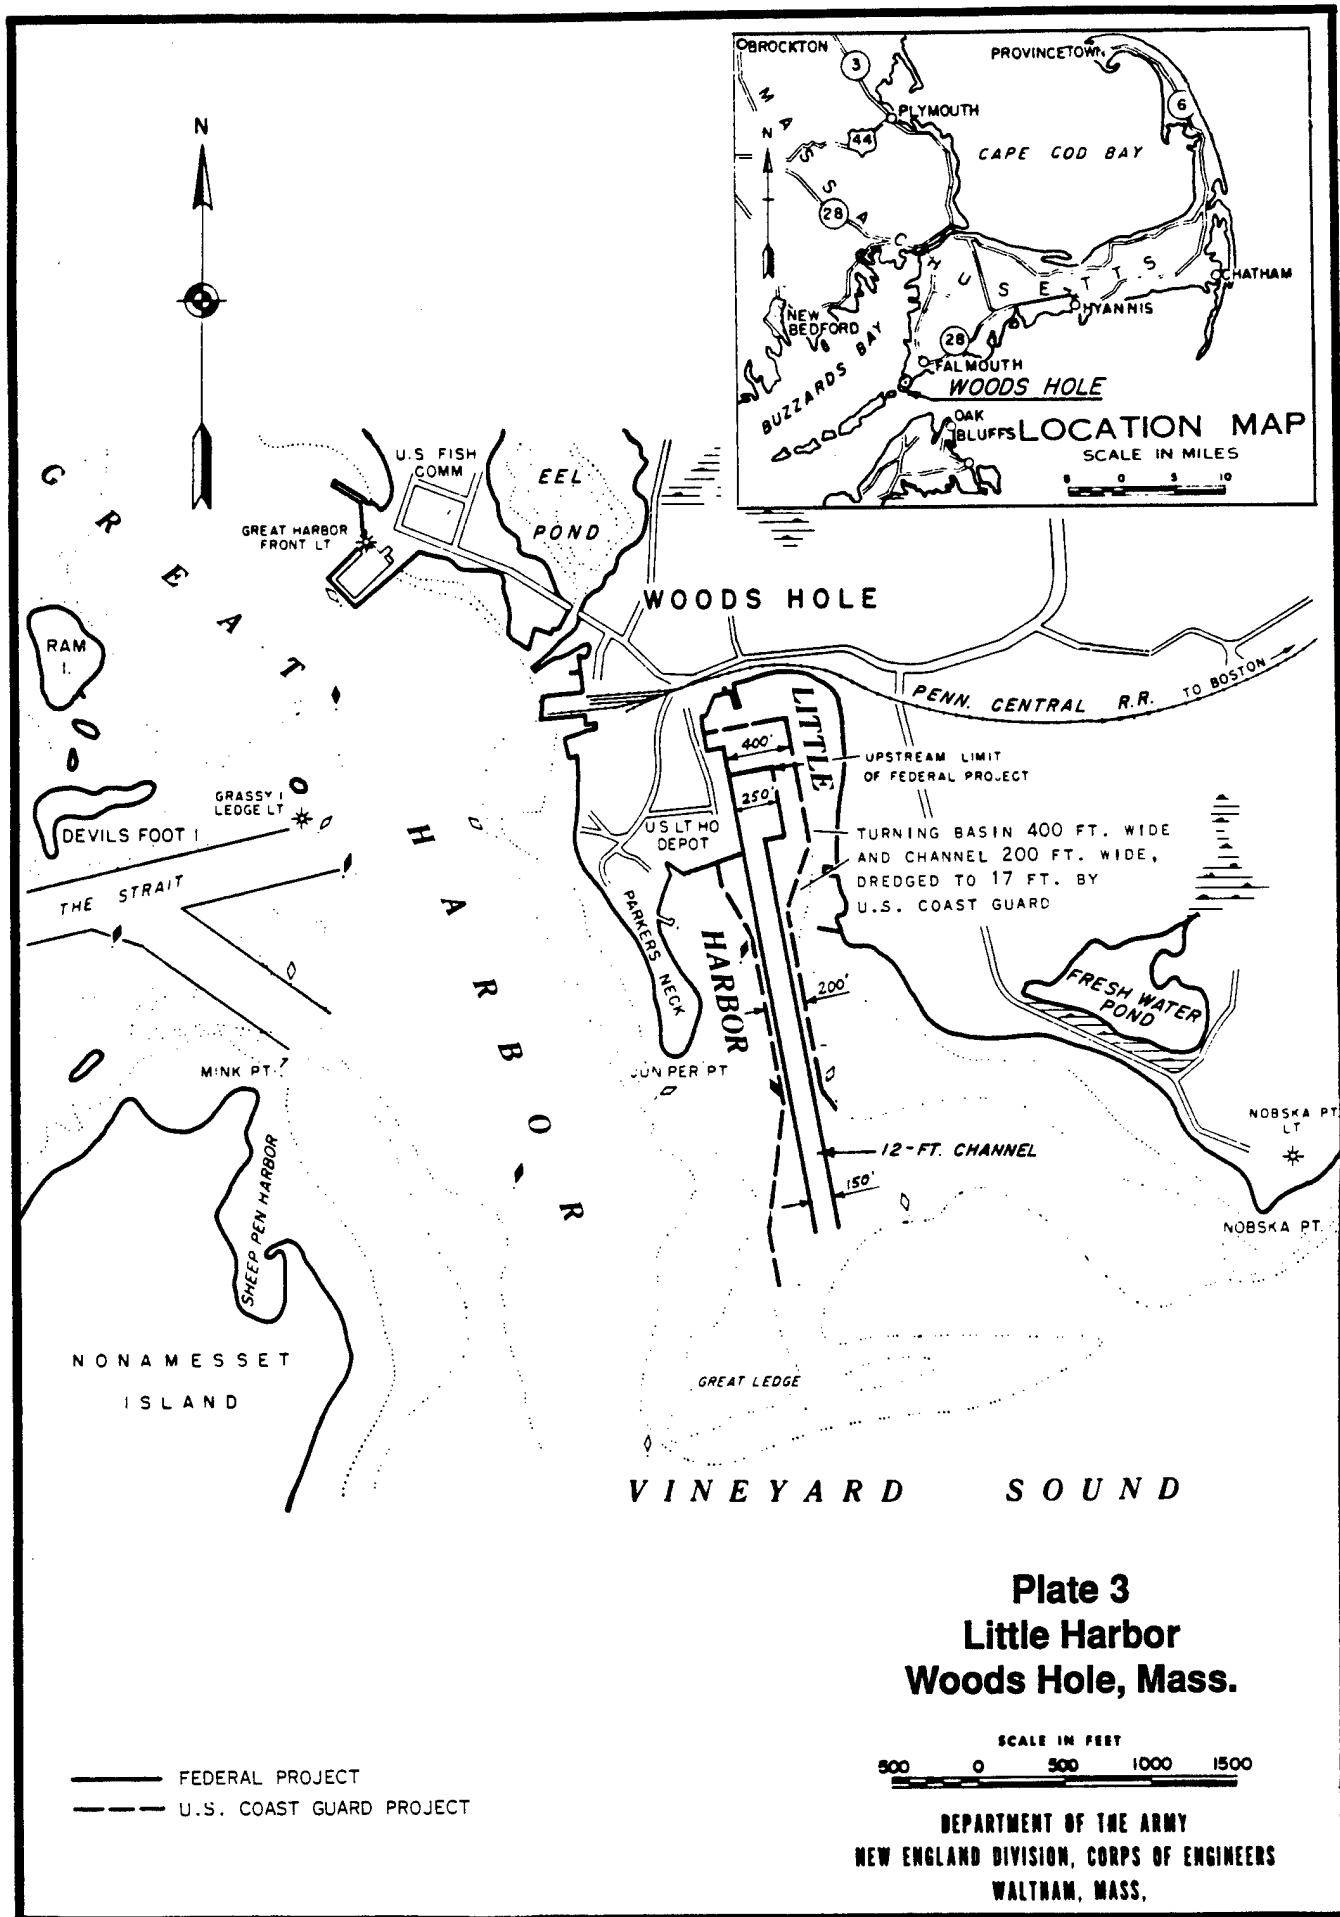 BROCKTON
3
PROVINCETOWN
6
MASSACHUSETTS
N
PLYMOUTH
44
CAPE COD BAY
28
CHATHAM
NEW
BEDFORD
HYANNIS
BUZZARDS BAY
28
FALMOUTH
WOODS HOLE
OAK
BLUFFS
LOCATION MAP
SCALE IN MILES
0 5 10
N
GREAT HARBOR
U.S FISH
COMM
EEL
POND
GREAT HARBOR
FRONT LT
WOODS HOLE
RAM
I.
PENN. CENTRAL R.R. TO BOSTON
LITTLE
HARBOR
400'
UPSTREAM LIMIT
OF FEDERAL PROJECT
250'
GRASSY I
LEDGE LT
DEVILS FOOT I
US LT HO
DEPOT
TURNING BASIN 400 FT. WIDE
AND CHANNEL 200 FT. WIDE,
DREDGED TO 17 FT. BY
U.S. COAST GUARD
THE STRAIT
PARKERS NECK
200'
FRESH WATER
POND
MINK PT.
JUNIPER PT
NOBSKA PT
LT
12-FT. CHANNEL
150'
SHEEP PEN HARBOR
NOBSKA PT.
NONAMESSET
ISLAND
GREAT LEDGE
VINEYARD SOUND
Plate 3
Little Harbor
Woods Hole, Mass.
SCALE IN FEET
500 0 500 1000 1500
FEDERAL PROJECT
U.S. COAST GUARD PROJECT
DEPARTMENT OF THE ARMY
NEW ENGLAND DIVISION, CORPS OF ENGINEERS
WALTHAM, MASS,